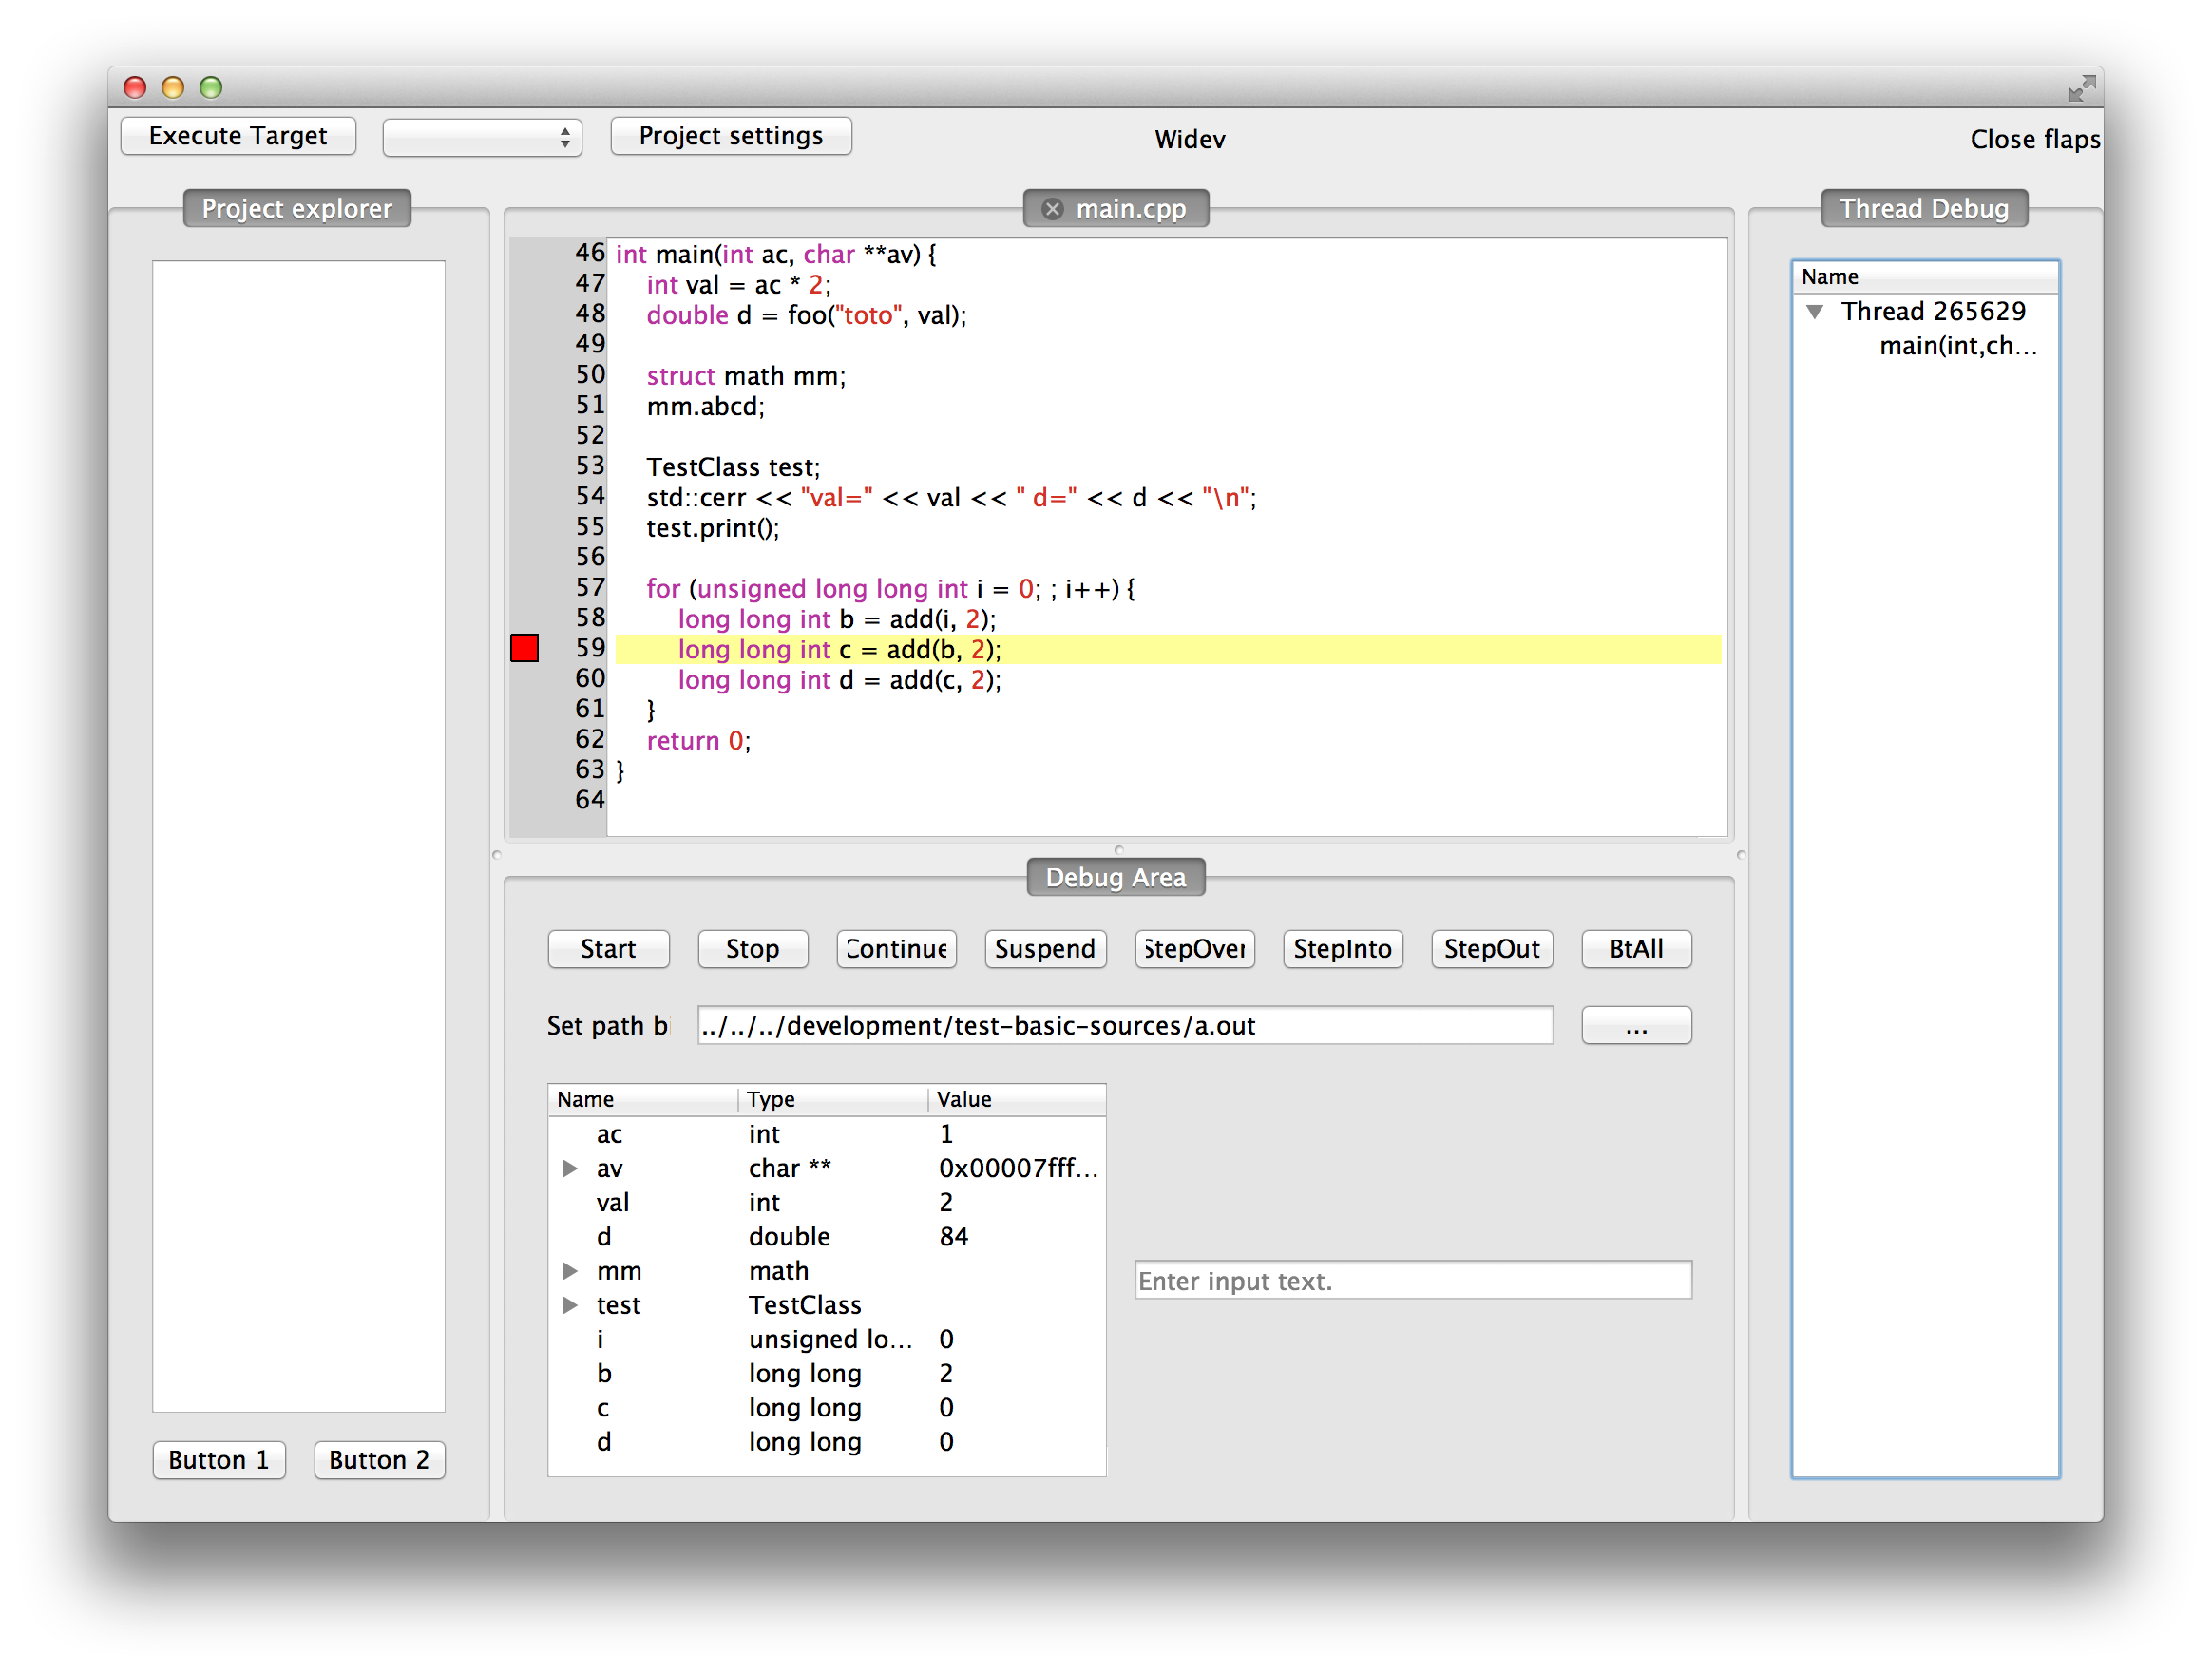 Execute Target
Project settings
Widev
Close flaps
Project explorer
main.cpp
Thread Debug
46 int main(int ac, char **av) {
47 int val = ac * 2;
48 double d = foo("toto", val);
49
50 struct math mm;
51 mm.abcd;
52
53 TestClass test;
54 std::cerr << "val=" << val << " d=" << d << "\n";
55 test.print();
56
57 for (unsigned long long int i = 0; ; i++) {
58 long long int b = add(i, 2);
59 long long int c = add(b, 2);
60 long long int d = add(c, 2);
61 }
62 return 0;
63 }
64
Name
Thread 265629
main(int,ch...
Debug Area
Start
Stop
Continue
Suspend
StepOver
StepInto
StepOut
BtAll
Set path bi
../../../development/test-basic-sources/a.out
...
Name Type Value
ac int 1
av char ** 0x00007fff...
val int 2
d double 84
mm math
test TestClass
i unsigned lo... 0
b long long 2
c long long 0
d long long 0
Enter input text.
Button 1
Button 2